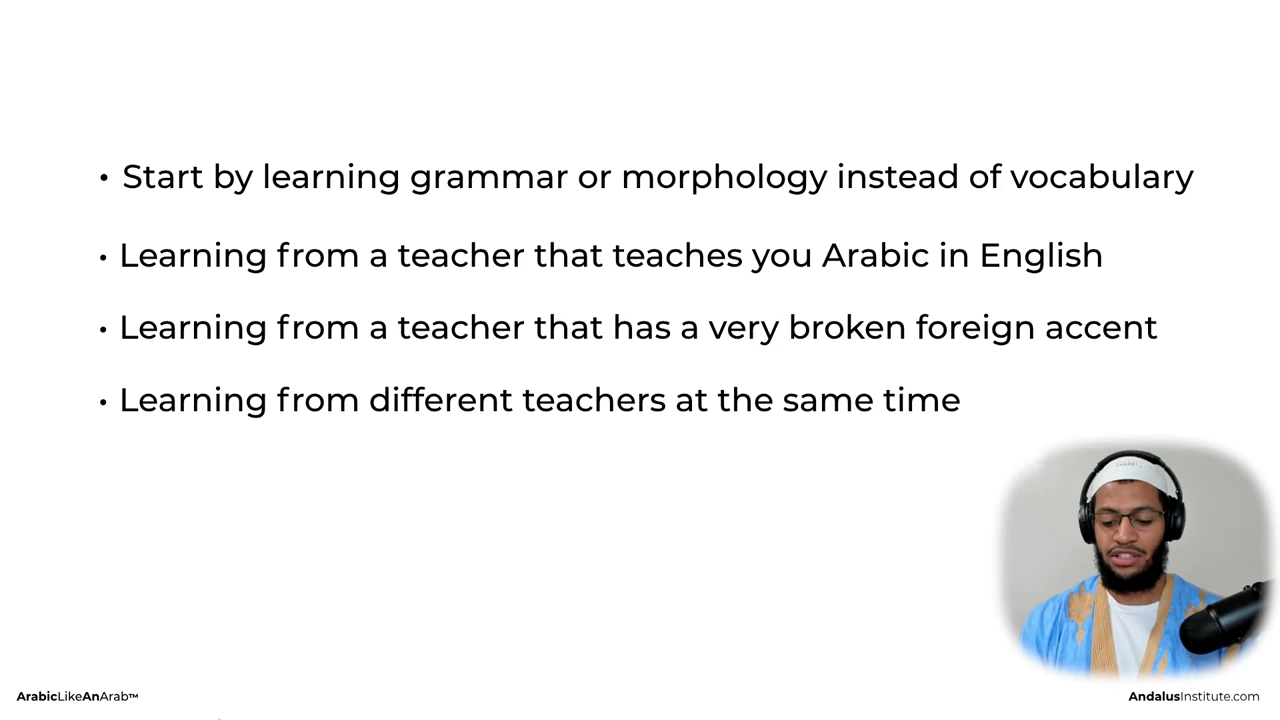 • Start by learning grammar or morphology instead of vocabulary
• Learning from a teacher that teaches you Arabic in English
• Learning from a teacher that has a very broken foreign accent
• Learning from different teachers at the same time
ArabicLikeAnArab™
AndalusInstitute.com